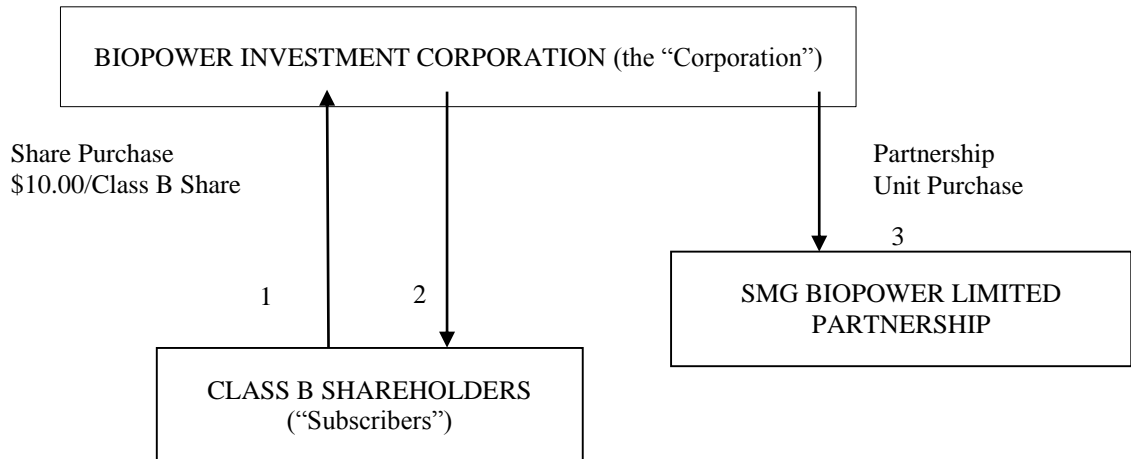 BIOPOWER INVESTMENT CORPORATION (the “Corporation”)
Share Purchase
$10.00/Class B Share
Partnership
Unit Purchase
1
2
3
SMG BIOPOWER LIMITED
PARTNERSHIP
CLASS B SHAREHOLDERS
(“Subscribers”)